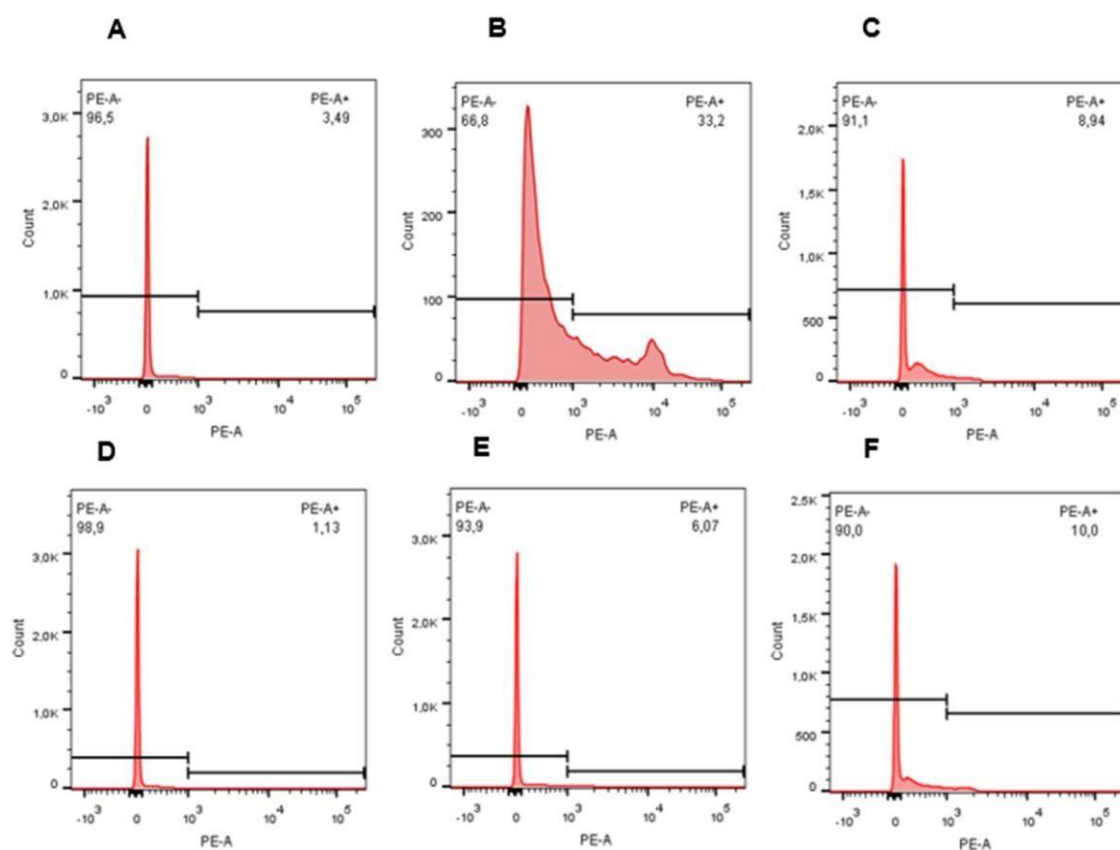 A
PE-A-
96,5
PE-A+
3,49
3,0K
2,0K
1,0K
0
Count
-10³ 0 10³ 10⁴ 10⁵
PE-A
B
PE-A-
66,8
PE-A+
33,2
300
200
100
0
Count
-10³ 0 10³ 10⁴ 10⁵
PE-A
C
PE-A-
91,1
PE-A+
8,94
2,0K
1,5K
1,0K
500
0
Count
-10³ 0 10³ 10⁴ 10⁵
PE-A
D
PE-A-
98,9
PE-A+
1,13
3,0K
2,0K
1,0K
0
Count
-10³ 0 10³ 10⁴ 10⁵
PE-A
E
PE-A-
93,9
PE-A+
6,07
3,0K
2,0K
1,0K
0
Count
-10³ 0 10³ 10⁴ 10⁵
PE-A
F
PE-A-
90,0
PE-A+
10,0
2,5K
2,0K
1,5K
1,0K
500
0
Count
-10³ 0 10³ 10⁴ 10⁵
PE-A